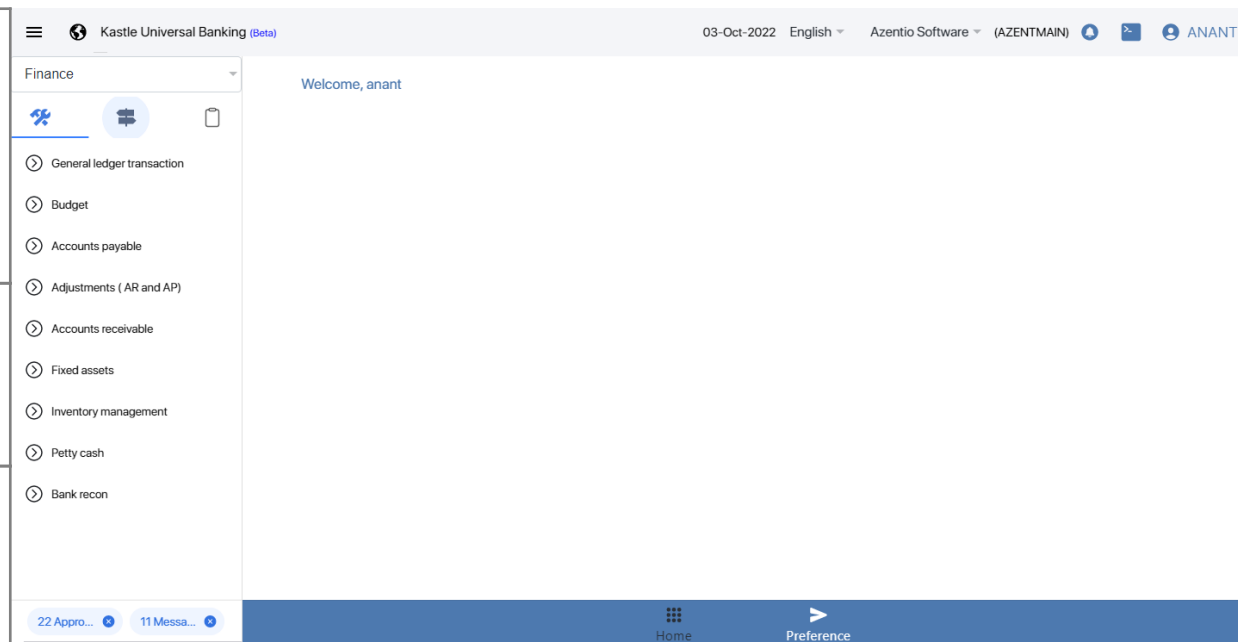 Kastle Universal Banking (Beta)
03-Oct-2022 English Azentio Software (AZENTMAIN) ANANT
Finance
Welcome, anant
General ledger transaction
Budget
Accounts payable
Adjustments ( AR and AP)
Accounts receivable
Fixed assets
Inventory management
Petty cash
Bank recon
22 Appro... 11 Messa...
Home Preference